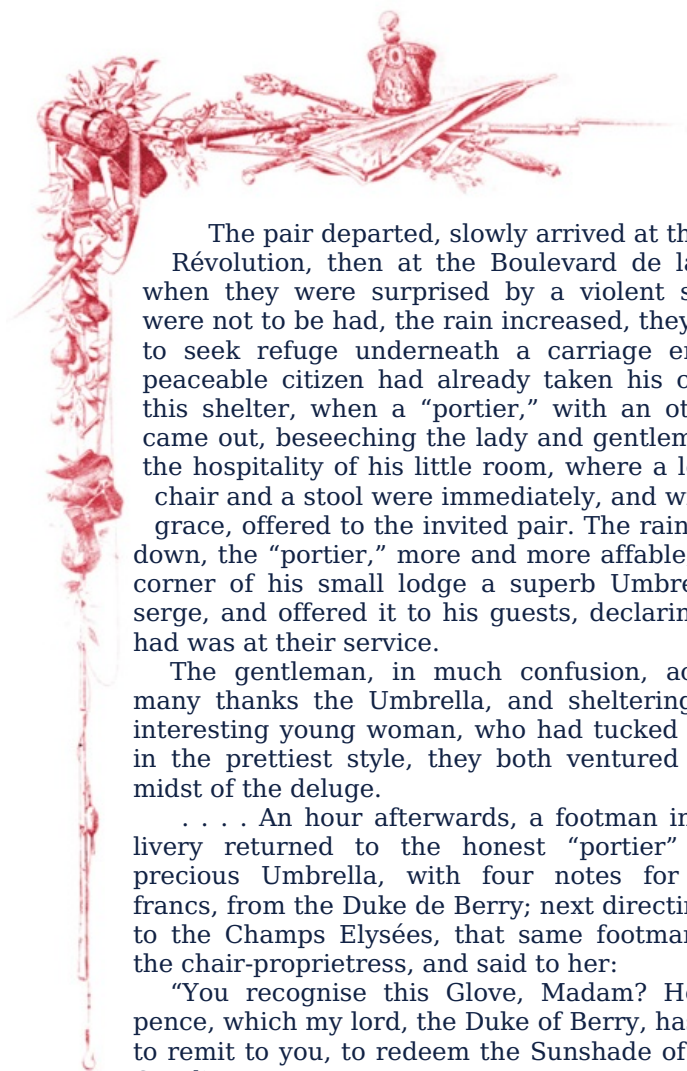 The pair departed, slowly arrived at
Révolution, then at the Boulevard de
when they were surprised by a violent
were not to be had, the rain increased, they
to seek refuge underneath a carriage
peaceable citizen had already taken his
this shelter, when a “portier,” with an
came out, beseeching the lady and
the hospitality of his little room, where a
chair and a stool were immediately, and
grace, offered to the invited pair. The rain
down, the “portier,” more and more affable
corner of his small lodge a superb
serge, and offered it to his guests,
had was at their service.
The gentleman, in much confusion,
many thanks the Umbrella, and sheltering
interesting young woman, who had tucked
in the prettiest style, they both ventured
midst of the deluge.
. . . . An hour afterwards, a footman in
livery returned to the honest “portier”
precious Umbrella, with four notes for
francs, from the Duke de Berry; next
to the Champs Elysées, that same
the chair-proprietress, and said to her:
“You recognise this Glove, Madam?
pence, which my lord, the Duke of Berry,
to remit to you, to redeem the Sunshade of